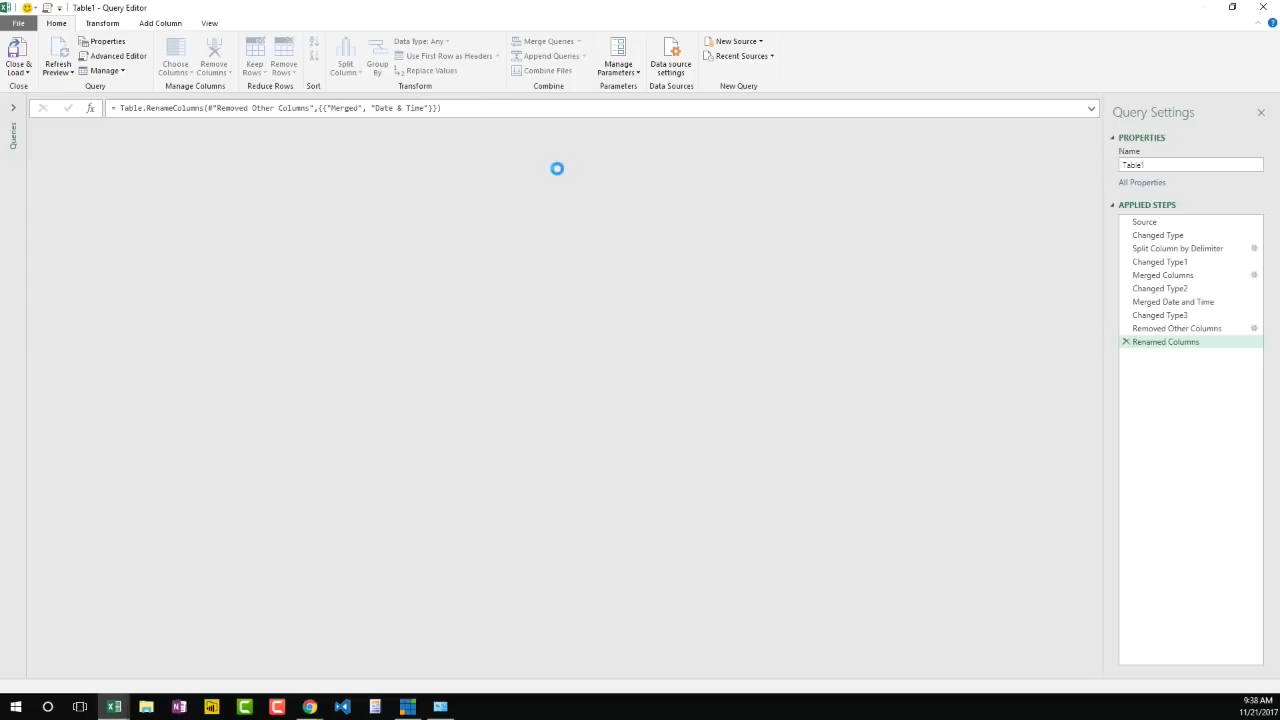 Table1 - Query Editor
File Home Transform Add Column View
Close & Load
Refresh Preview
Properties
Advanced Editor
Manage
Choose Columns
Remove Columns
Keep Rows
Remove Rows
Split Column
Group By
Data Type: Any
Use First Row as Headers
Replace Values
Merge Queries
Append Queries
Combine Files
Manage Parameters
Data source settings
New Source
Recent Sources
Close Query Manage Columns Reduce Rows Sort Transform Combine Parameters Data Sources New Query
fx = Table.RenameColumns(#"Removed Other Columns",{{"Merged", "Date & Time"}})
Queries
Query Settings
PROPERTIES
Name
Table1
All Properties
APPLIED STEPS
Source
Changed Type
Split Column by Delimiter
Changed Type1
Merged Columns
Changed Type2
Merged Date and Time
Changed Type3
Removed Other Columns
Renamed Columns
9:38 AM
11/21/2017